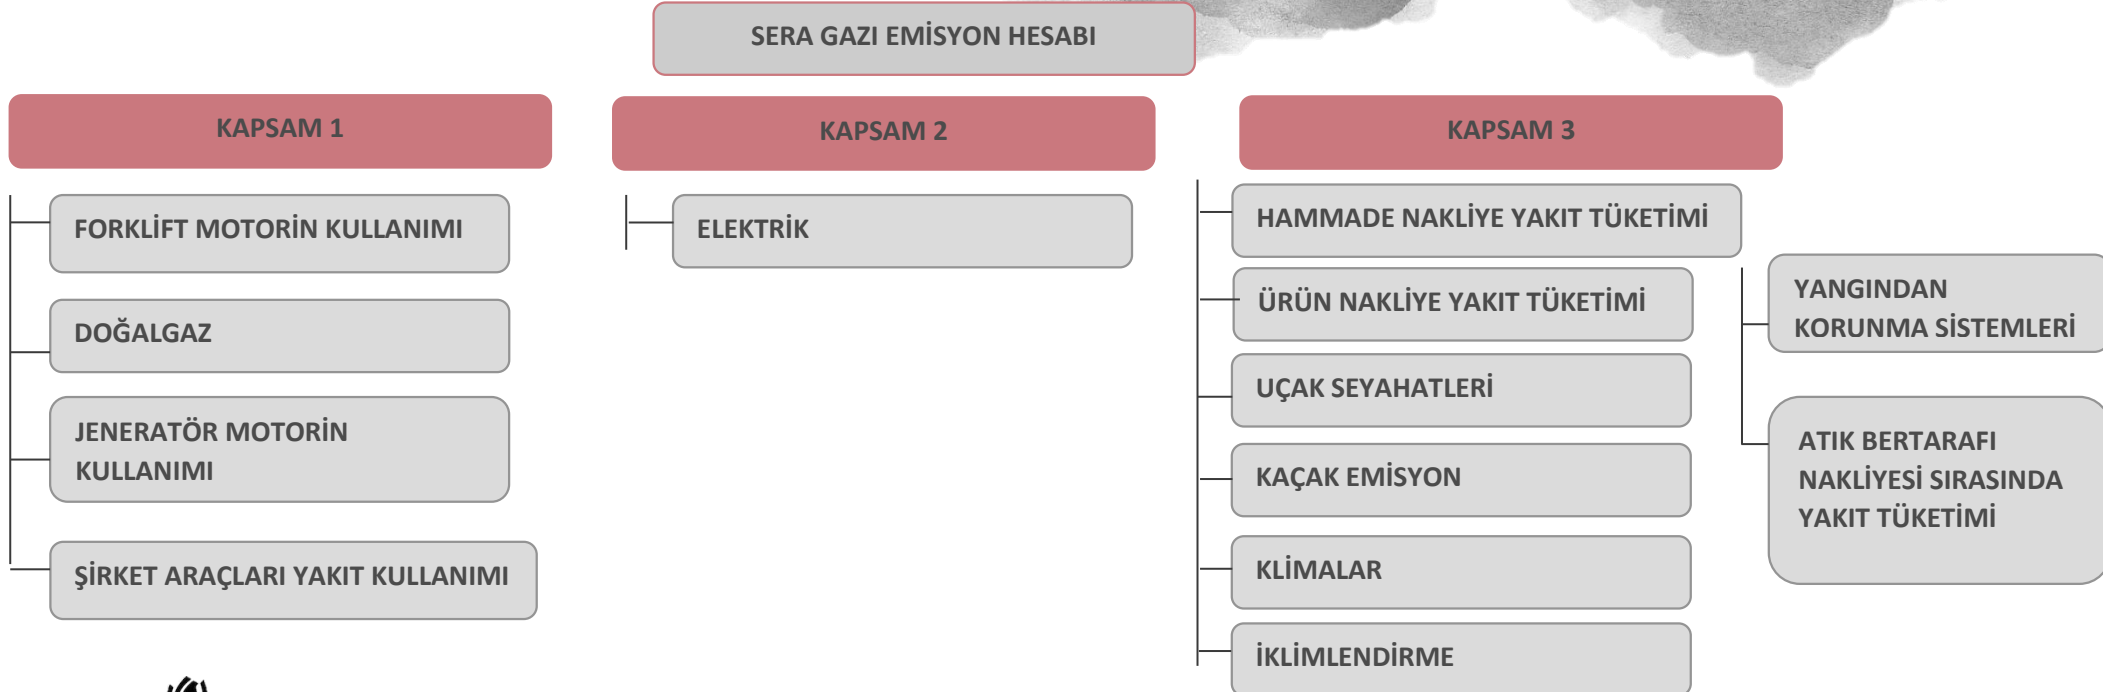 SERA GAZI EMİSYON HESABI
KAPSAM 1
FORKLİFT MOTORİN KULLANIMI
DOĞALGAZ
JENERATÖR MOTORİN
KULLANIMI
ŞİRKET ARAÇLARI YAKIT KULLANIMI
KAPSAM 2
ELEKTRİK
KAPSAM 3
HAMMADE NAKLİYE YAKIT TÜKETİMİ
ÜRÜN NAKLİYE YAKIT TÜKETİMİ
UÇAK SEYAHATLERİ
KAÇAK EMİSYON
KLİMALAR
İKLİMLENDİRME
YANGINDAN
KORUNMA SİSTEMLERİ
ATIK BERTARAFI
NAKLİYESİ SIRASINDA
YAKIT TÜKETİMİ